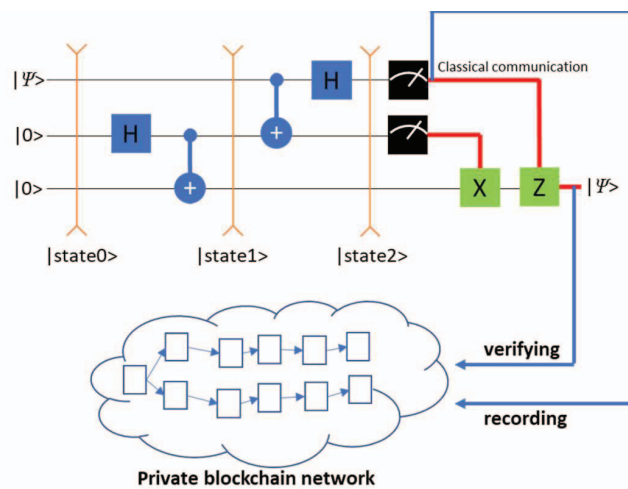 Classical communication
|Ψ>
H
|0>
H
+
+
|0>
X
Z
|Ψ>
|state0>
|state1>
|state2>
verifying
recording
Private blockchain network